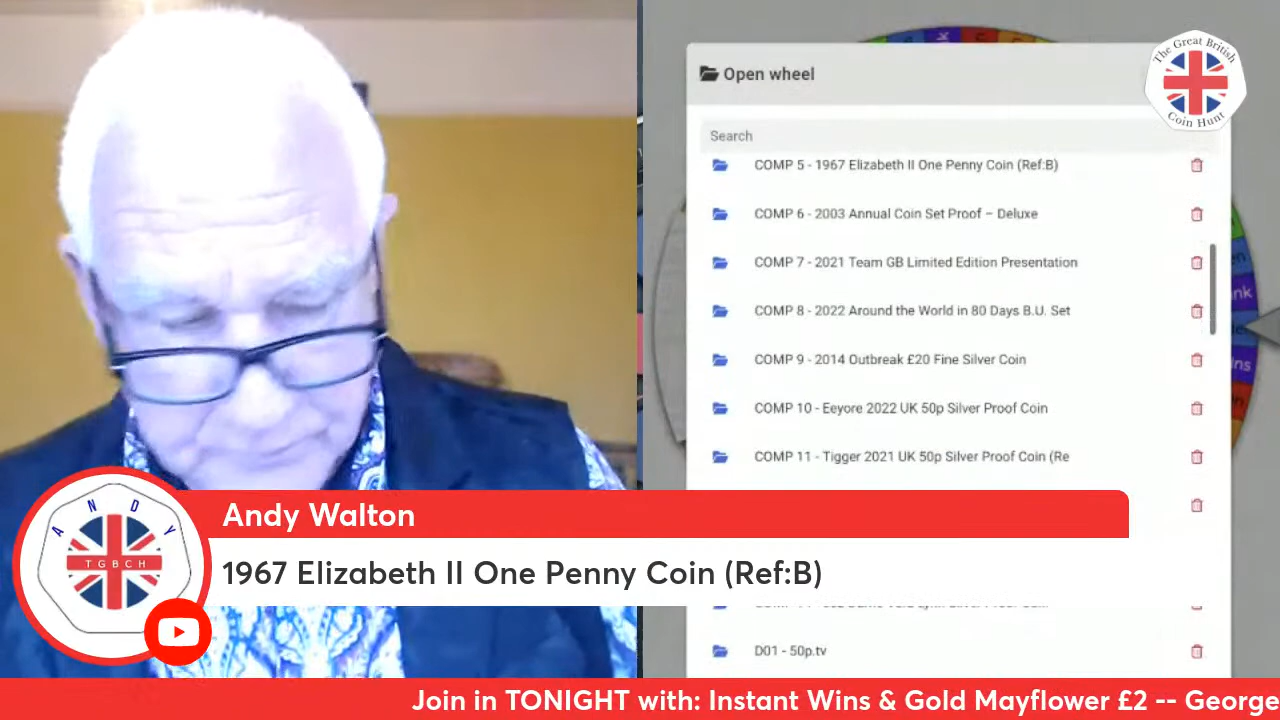 Open wheel
The Great British
Coin Hunt
Search
COMP 5 - 1967 Elizabeth II One Penny Coin (Ref:B)
COMP 6 - 2003 Annual Coin Set Proof – Deluxe
COMP 7 - 2021 Team GB Limited Edition Presentation
COMP 8 - 2022 Around the World in 80 Days B.U. Set
COMP 9 - 2014 Outbreak £20 Fine Silver Coin
COMP 10 - Eeyore 2022 UK 50p Silver Proof Coin
COMP 11 - Tigger 2021 UK 50p Silver Proof Coin (Re
D01 - 50p.tv
ANDY
TGBCH
Andy Walton
1967 Elizabeth II One Penny Coin (Ref:B)
Join in TONIGHT with: Instant Wins & Gold Mayflower £2 -- George